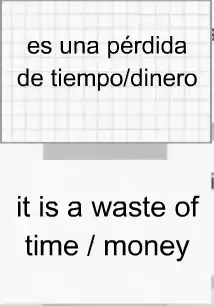 es una pérdida
de tiempo/dinero
it is a waste of
time / money